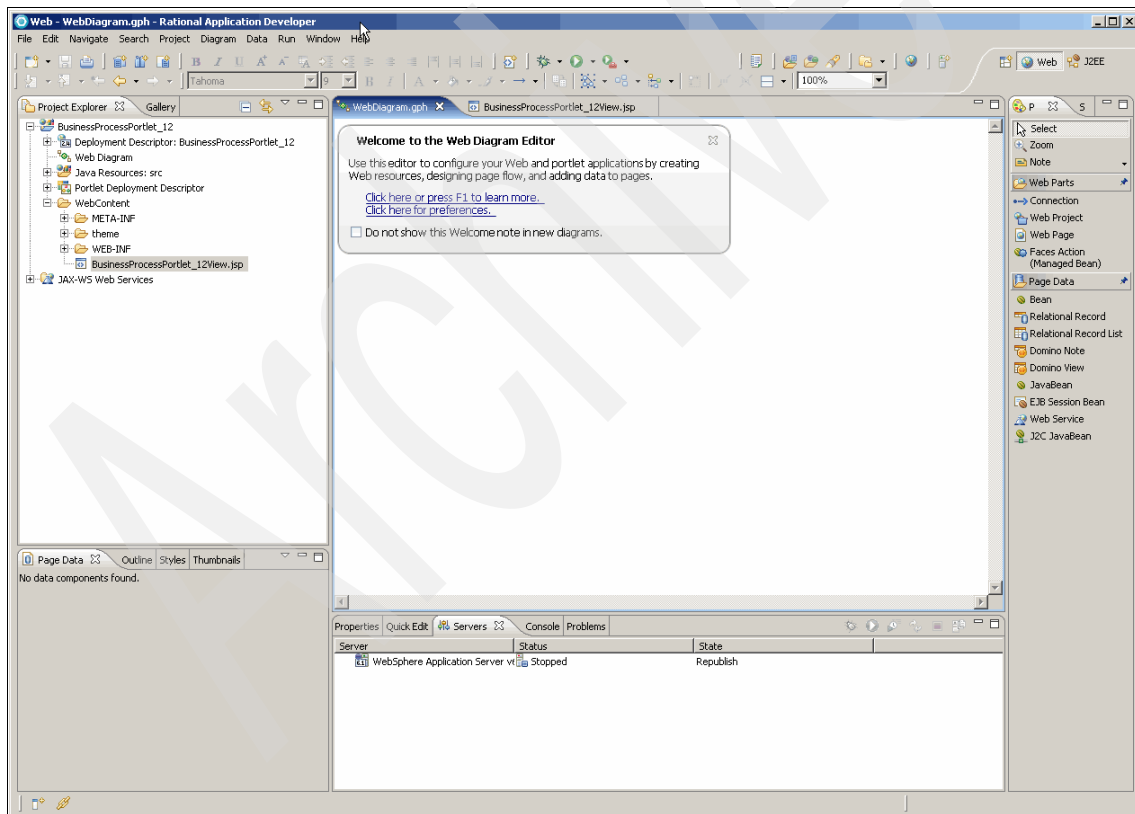 Web - WebDiagram.gph - Rational Application Developer
File Edit Navigate Search Project Diagram Data Run Window Help
Tahoma 9 100% Web J2EE
Project Explorer Gallery
BusinessProcessPortlet_12
Deployment Descriptor: BusinessProcessPortlet_12
Web Diagram
Java Resources: src
Portlet Deployment Descriptor
WebContent
META-INF
theme
WEB-INF
BusinessProcessPortlet_12View.jsp
JAX-WS Web Services
WebDiagram.gph BusinessProcessPortlet_12View.jsp
Welcome to the Web Diagram Editor
Use this editor to configure your Web and portlet applications by creating
Web resources, designing page flow, and adding data to pages.
Click here or press F1 to learn more.
Click here for preferences.
Do not show this Welcome note in new diagrams.
P S
Select
Zoom
Note
Web Parts
Connection
Web Project
Web Page
Faces Action
(Managed Bean)
Page Data
Bean
Relational Record
Relational Record List
Domino Note
Domino View
JavaBean
EJB Session Bean
Web Service
J2C JavaBean
Page Data Outline Styles Thumbnails
No data components found.
Properties Quick Edit Servers Console Problems
Server Status State
WebSphere Application Server Stopped Republish